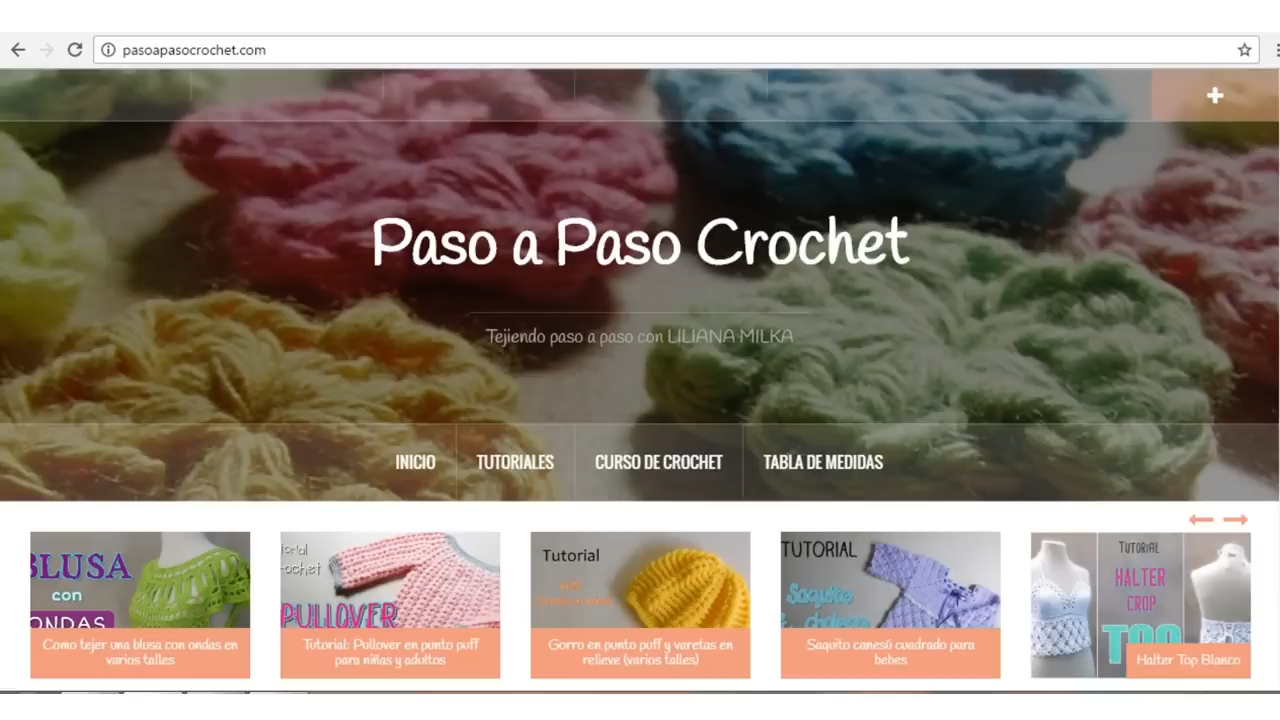 pasoapasocrochet.com
Paso a Paso Crochet
Tejiendo paso a paso con LILIANA MILKA
INICIO
TUTORIALES
CURSO DE CROCHET
TABLA DE MEDIDAS
BLUSA
con
ONDAS
Como tejer una blusa con ondas en
varios talles
PULLOVER
Tutorial: Pullover en punto puff
para niñas y adultos
Tutorial
Gorro en punto puff y varetas en
relieve (varios talles)
TUTORIAL
Saquito
Saquito canesú cuadrado para
bebes
TUTORIAL
HALTER
CROP
TOP
Halter Top Blanco